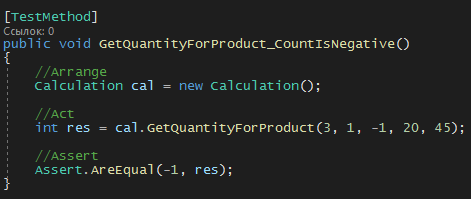 [TestMethod]
Ссылок: 0
public void GetQuantityForProduct_CountIsNegative()
{
//Arrange
Calculation cal = new Calculation();
//Act
int res = cal.GetQuantityForProduct(3, 1, -1, 20, 45);
//Assert
Assert.AreEqual(-1, res);
}